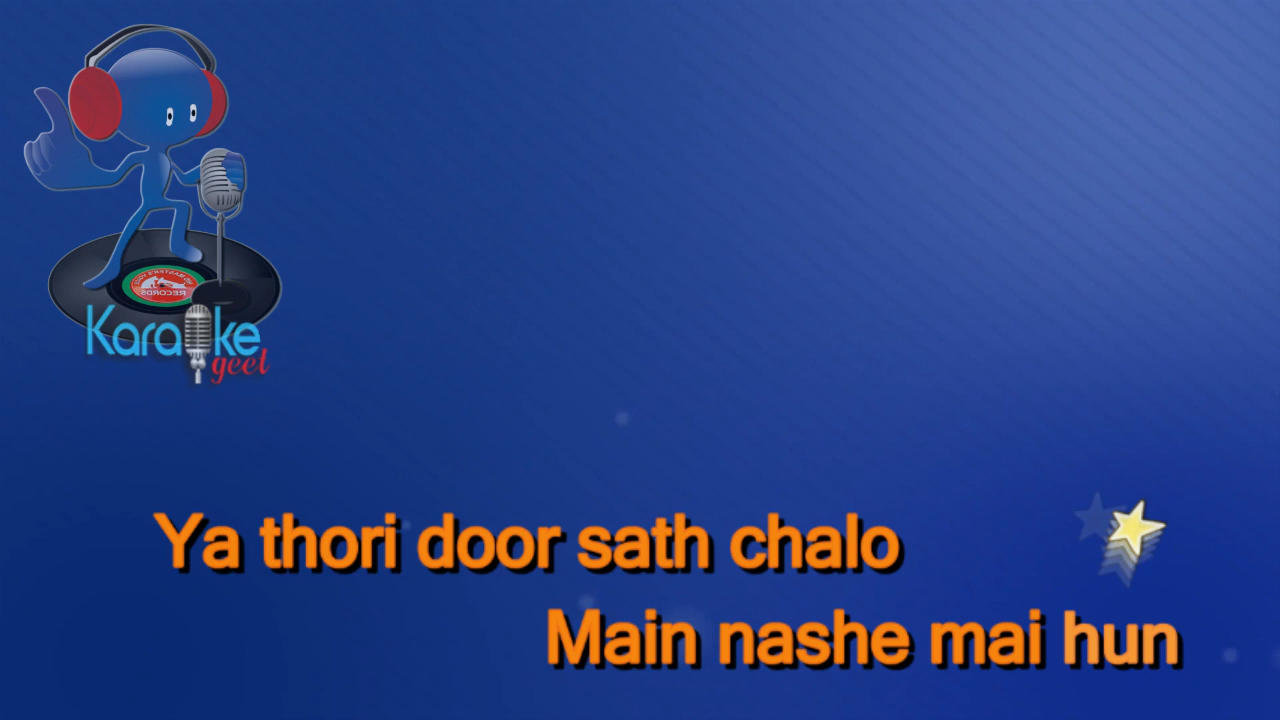 Karaoke
geet
Ya thori door sath chalo
Main nashe mai hun